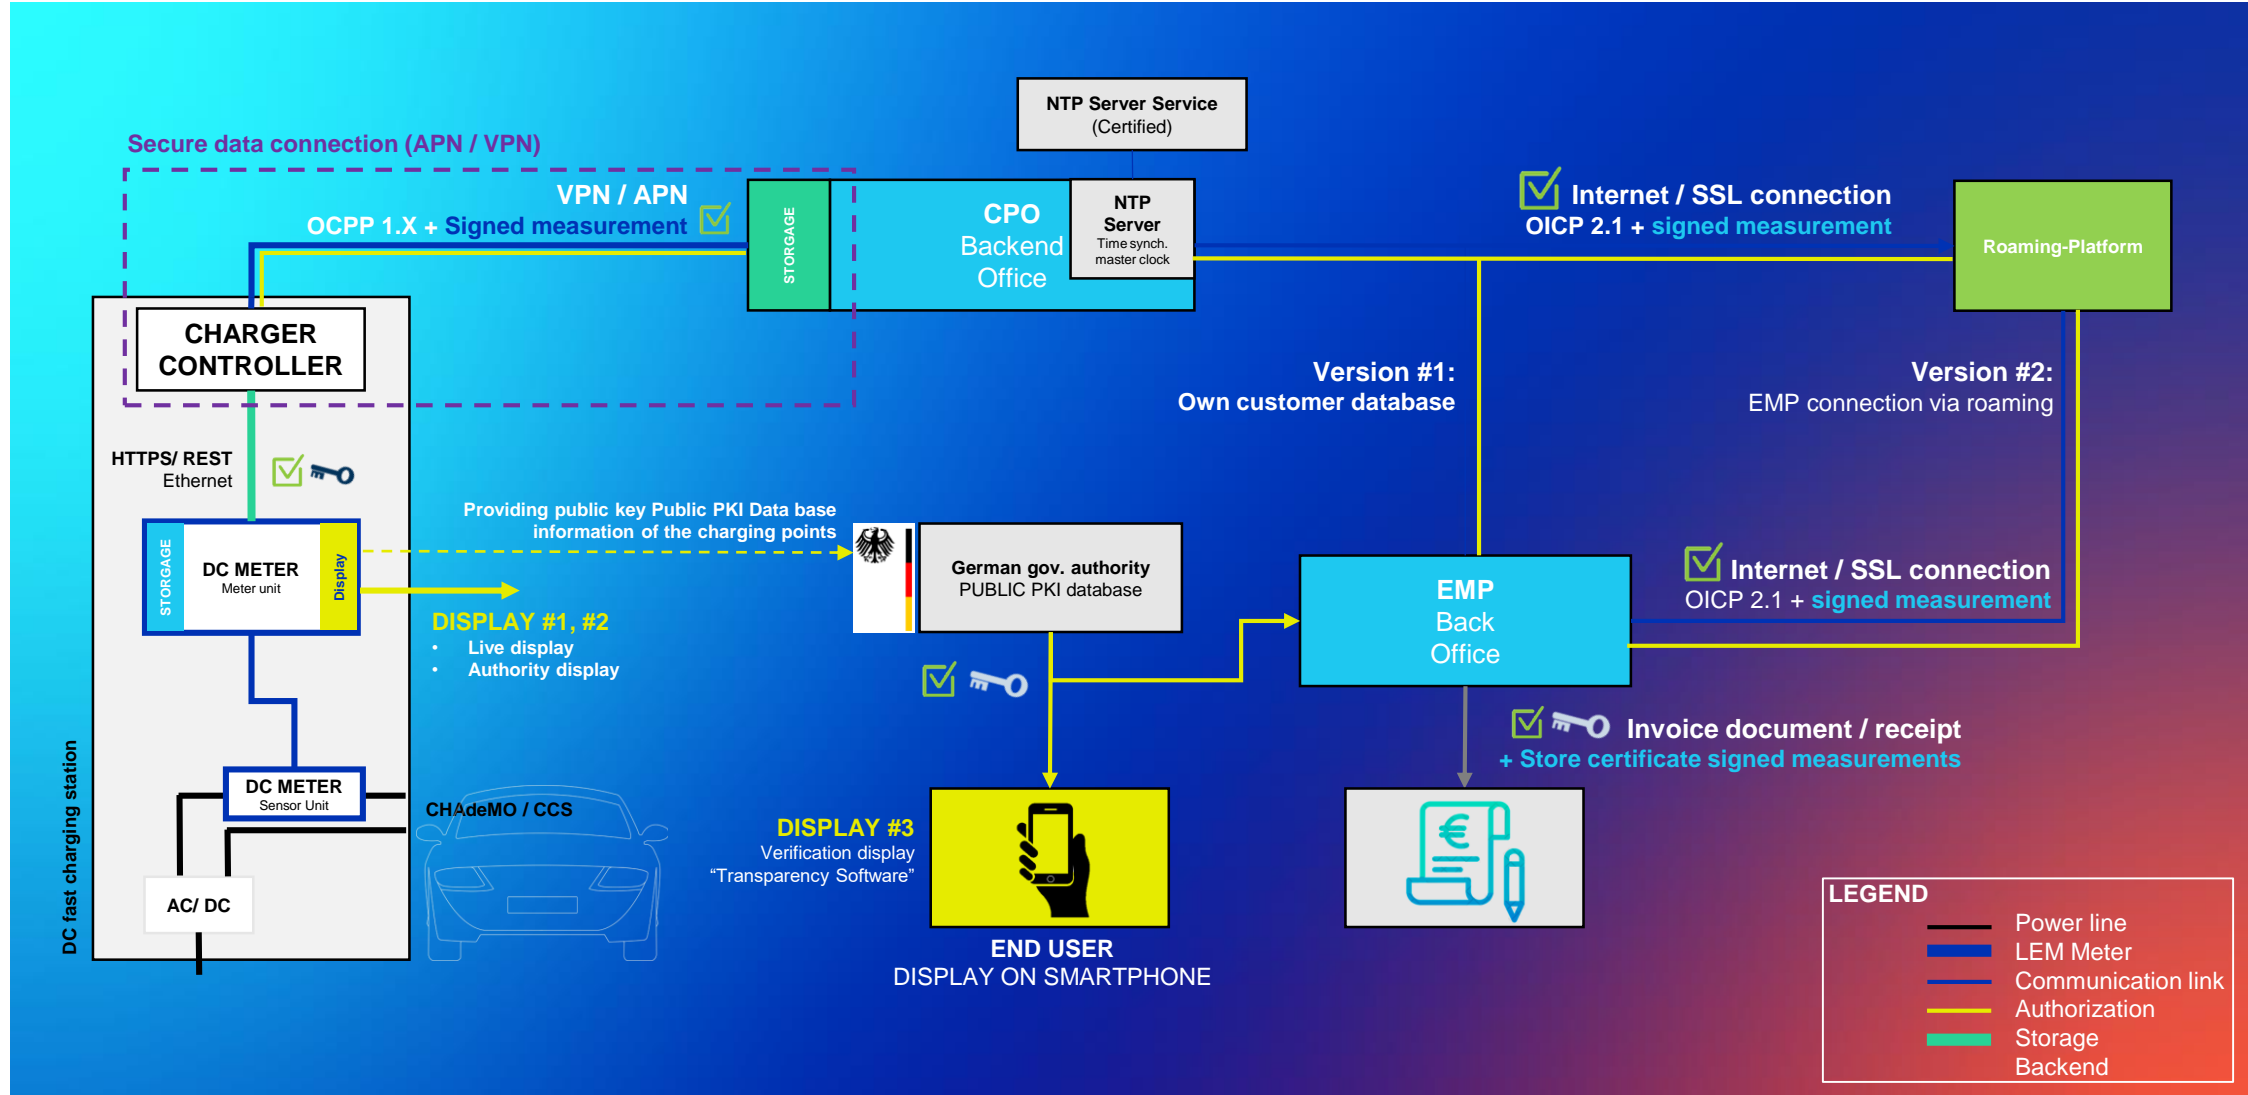 NTP Server Service
(Certified)
Secure data connection (APN / VPN)
VPN / APN
OCPP 1.X + Signed measurement
STORGAGE
CPO
Backend
Office
NTP
Server
Time synch.
master clock
Internet / SSL connection
OICP 2.1 + signed measurement
Roaming-Platform
CHARGER
CONTROLLER
Version #1:
Own customer database
Version #2:
EMP connection via roaming
HTTPS/ REST
Ethernet
Providing public key Public PKI Data base
information of the charging points
STORGAGE
DC METER
Meter unit
Display
German gov. authority
PUBLIC PKI database
DISPLAY #1, #2
• Live display
• Authority display
EMP
Back
Office
Internet / SSL connection
OICP 2.1 + signed measurement
Invoice document / receipt
+ Store certificate signed measurements
DC fast charging station
DC METER
Sensor Unit
CHAdeMO / CCS
AC/ DC
DISPLAY #3
Verification display
“Transparency Software”
€
END USER
DISPLAY ON SMARTPHONE
LEGEND
Power line
LEM Meter
Communication link
Authorization
Storage
Backend